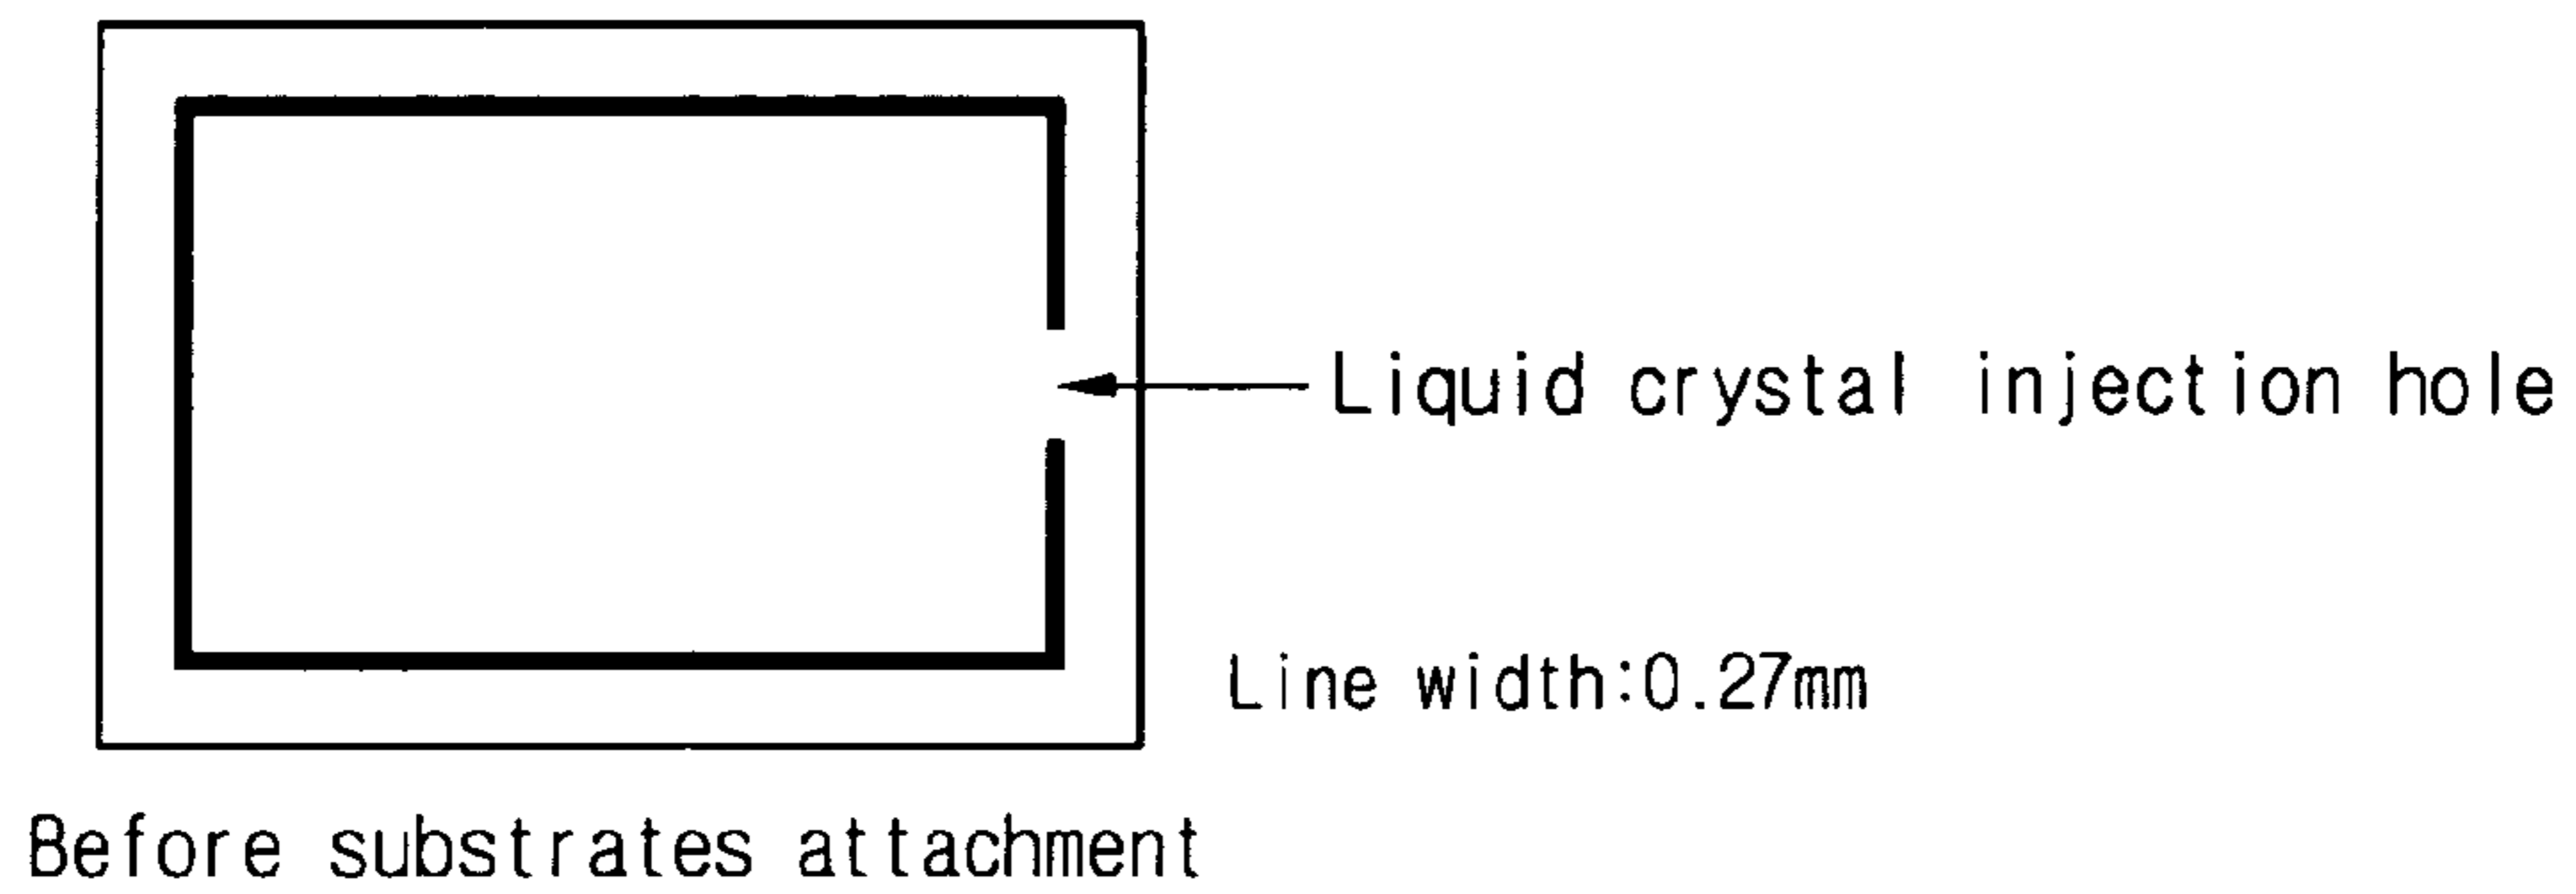 Liquid crystal injection hole
Line width:0.27mm
Before substrates attachment